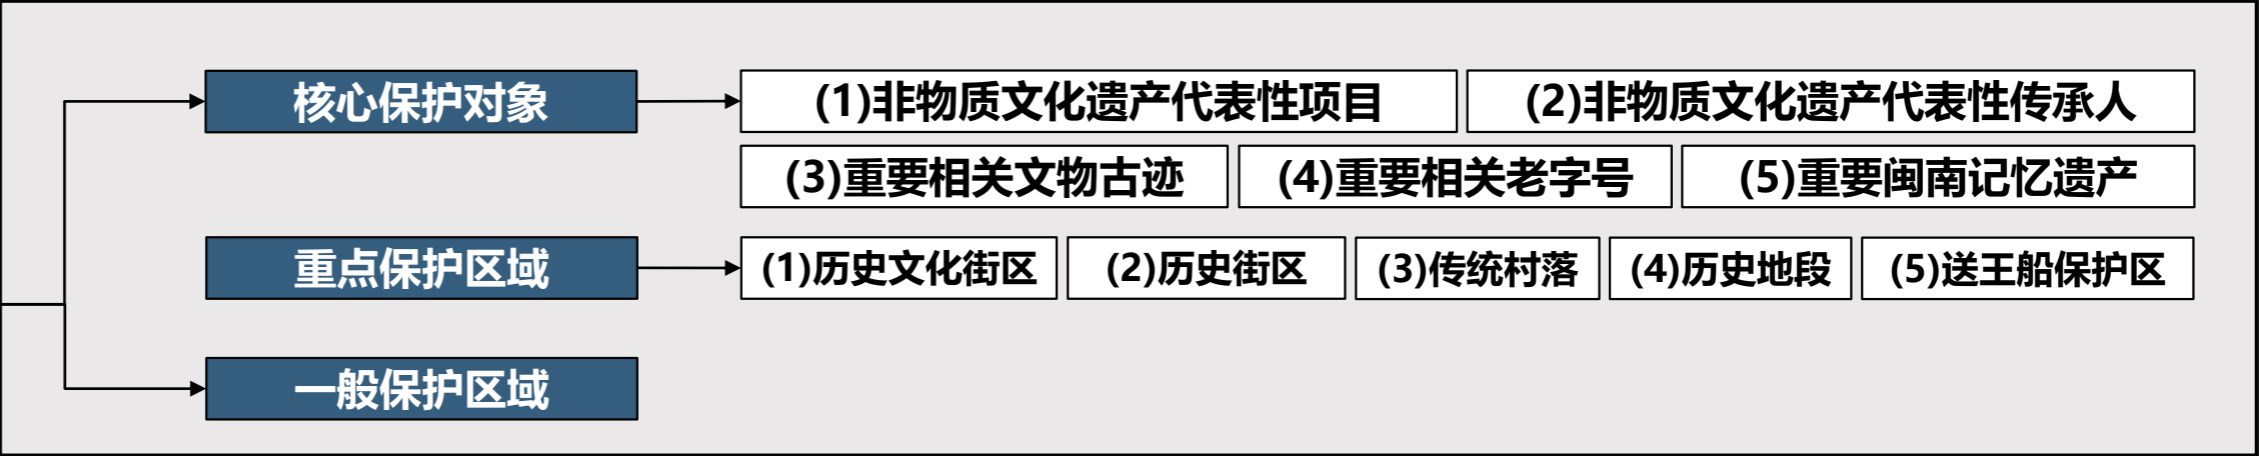 核心保护对象
(1)非物质文化遗产代表性项目
(2)非物质文化遗产代表性传承人
(3)重要相关文物古迹
(4)重要相关老字号
(5)重要闽南记忆遗产
重点保护区域
(1)历史文化街区
(2)历史街区
(3)传统村落
(4)历史地段
(5)送王船保护区
一般保护区域